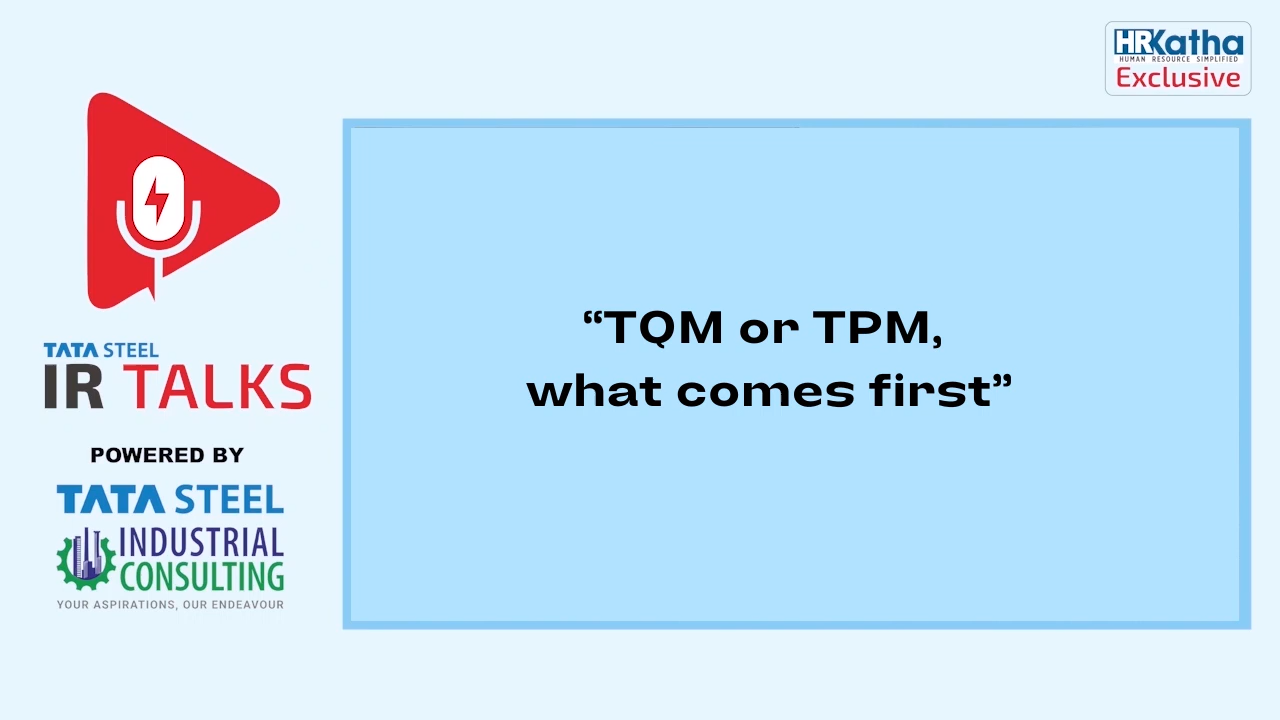 HRKatha
HUMAN RESOURCE SIMPLIFIED
Exclusive
TATA STEEL
IR TALKS
POWERED BY
TATA STEEL
INDUSTRIAL
CONSULTING
YOUR ASPIRATIONS, OUR ENDEAVOUR
“TQM or TPM,
what comes first”